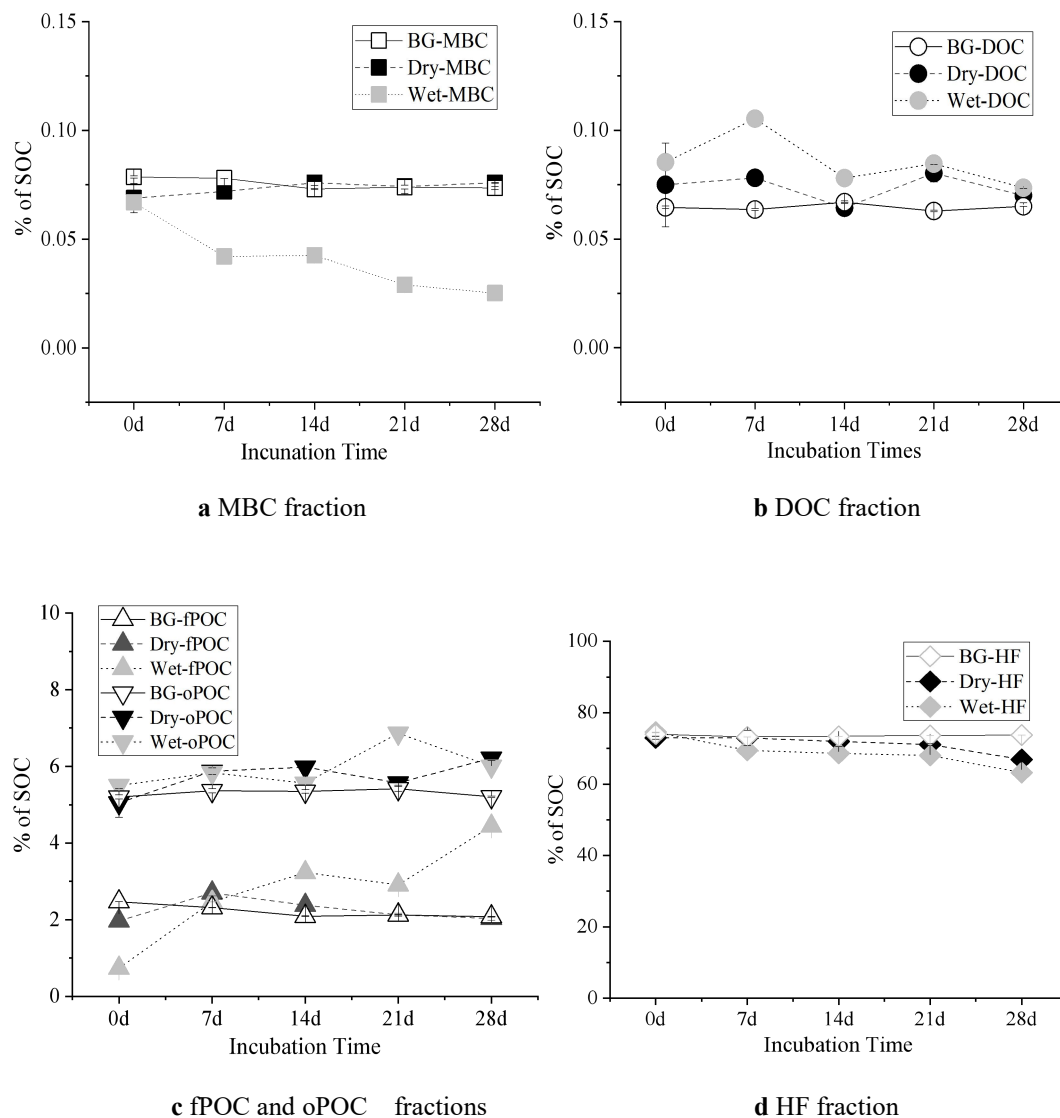 0.15
0.10
0.05
0.00
% of SOC
BG-MBC
Dry-MBC
Wet-MBC
0d 7d 14d 21d 28d
Incunation Time
a MBC fraction
0.15
0.10
0.05
0.00
% of SOC
BG-DOC
Dry-DOC
Wet-DOC
0d 7d 14d 21d 28d
Incubation Times
b DOC fraction
10
8
6
4
2
0
% of SOC
BG-fPOC
Dry-fPOC
Wet-fPOC
BG-oPOC
Dry-oPOC
Wet-oPOC
0d 7d 14d 21d 28d
Incubation Time
c fPOC and oPOC fractions
100
80
60
40
20
0
% of SOC
BG-HF
Dry-HF
Wet-HF
0d 7d 14d 21d 28d
Incubation Time
d HF fraction